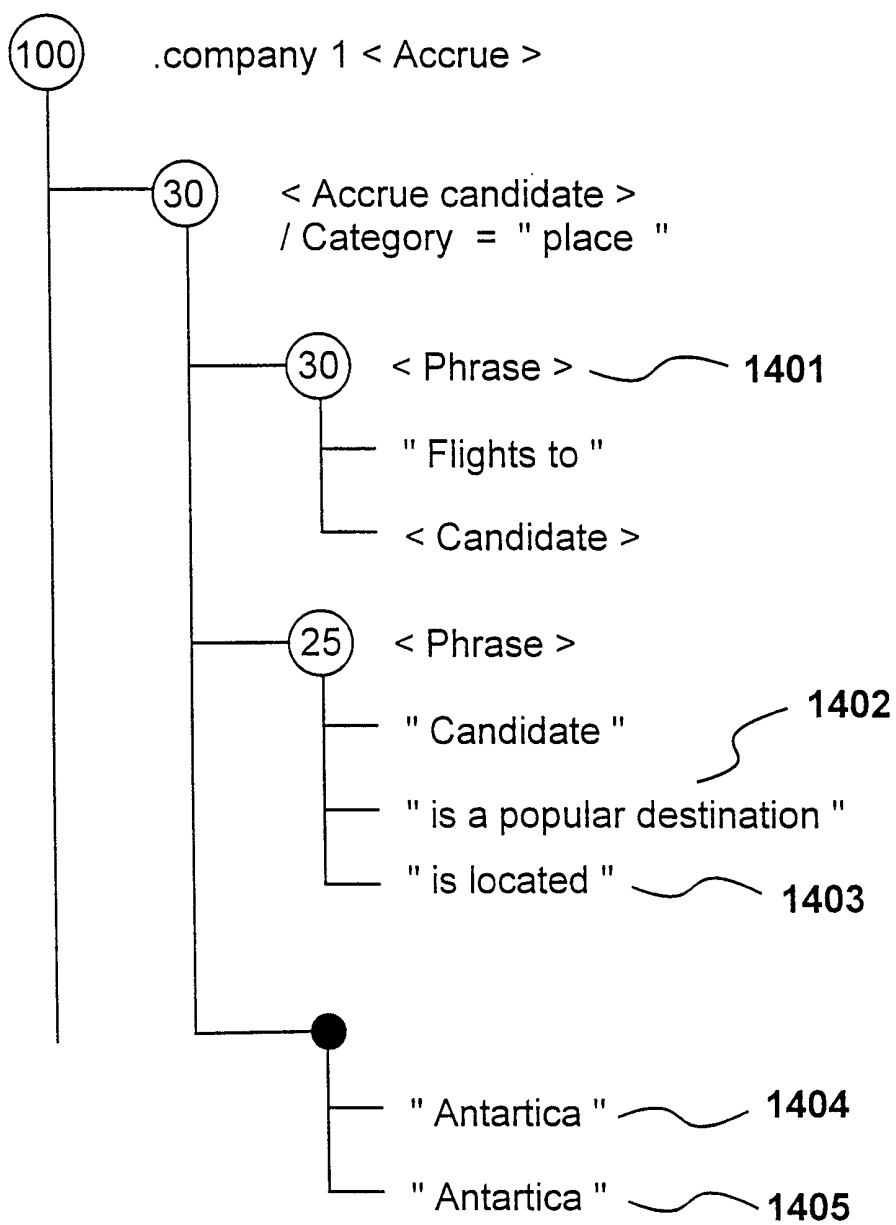 100 .company 1 < Accrue >
30 < Accrue candidate >
/ Category = " place "
30 < Phrase > 1401
" Flights to "
< Candidate >
25 < Phrase >
1402
" Candidate "
" is a popular destination "
" is located " 1403
" Antartica " 1404
" Antartica " 1405